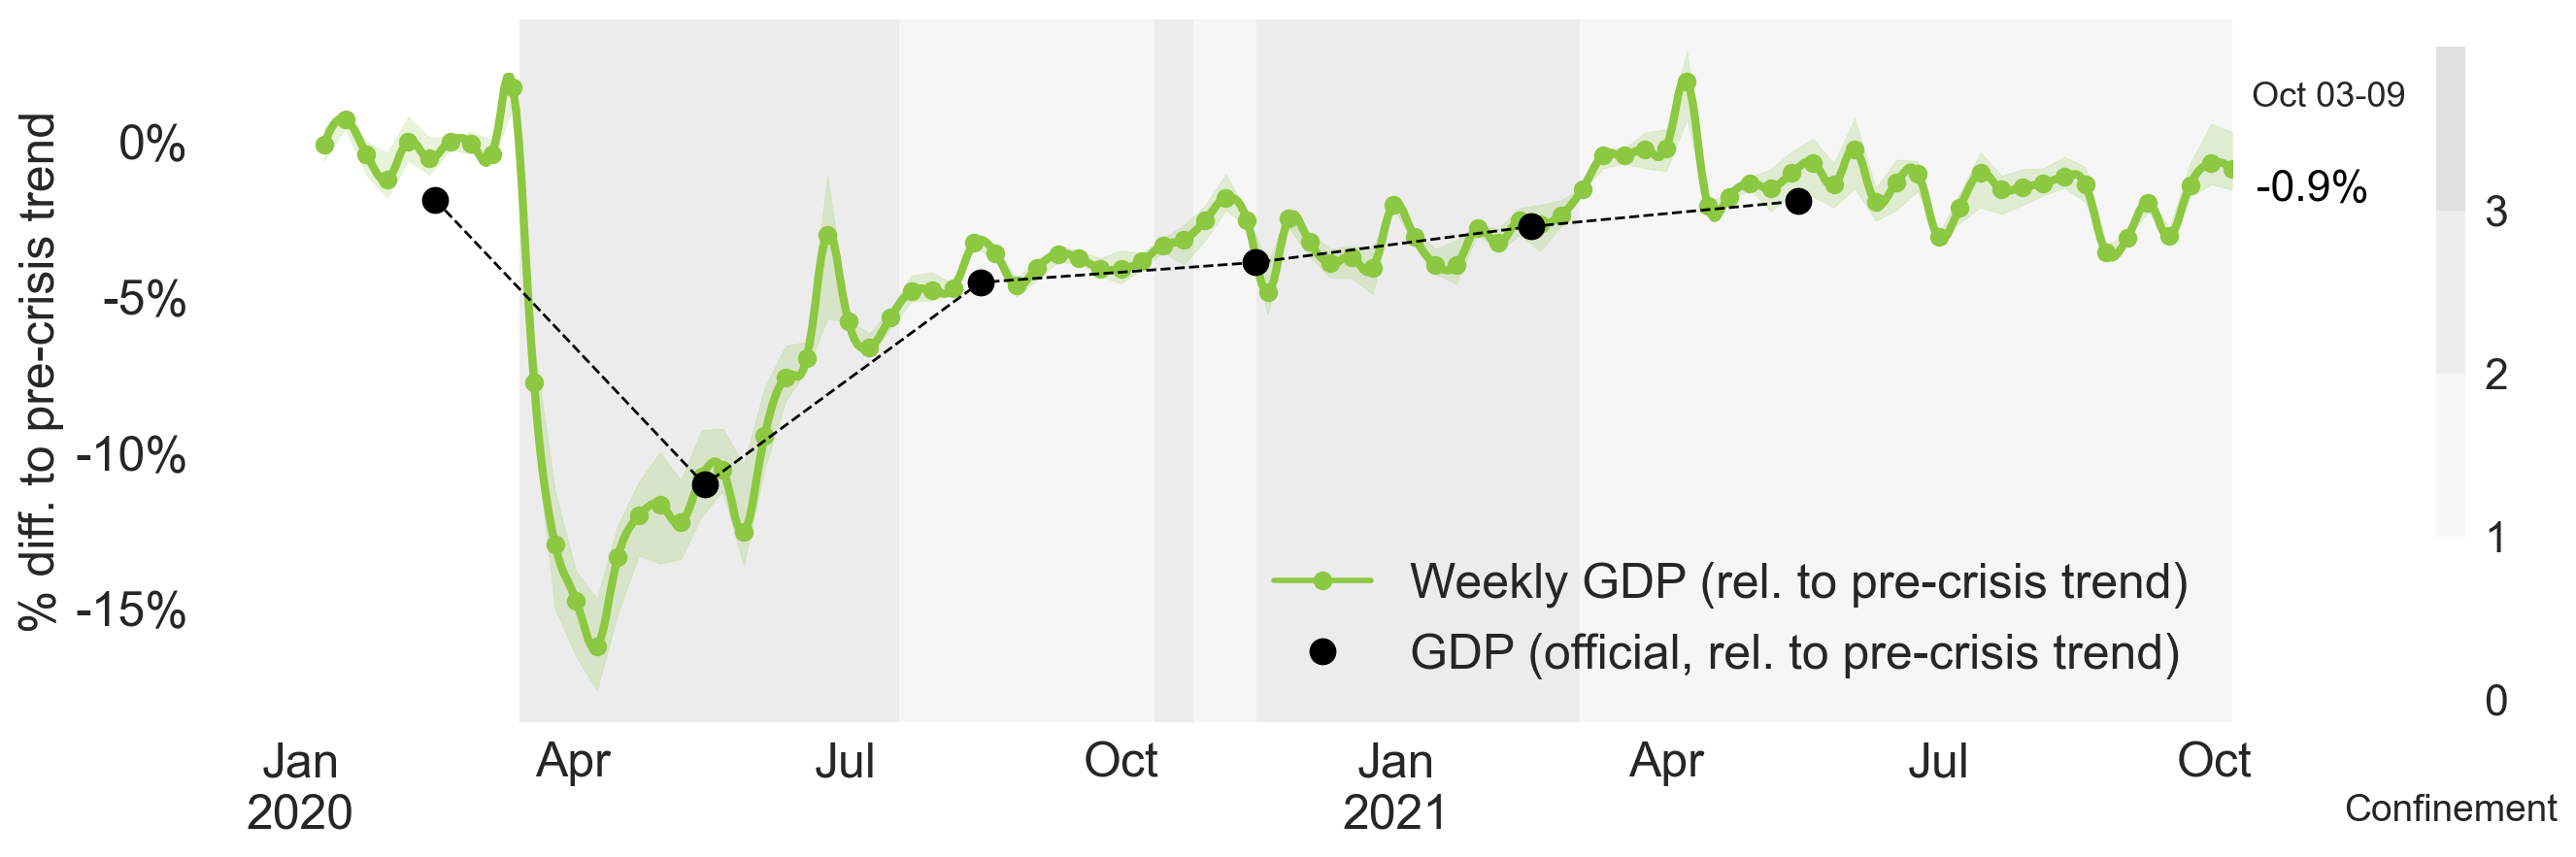 % diff. to pre-crisis trend
0%
-5%
-10%
-15%
Jan
2020
Apr
Jul
Oct
Jan
2021
Apr
Jul
Oct
Weekly GDP (rel. to pre-crisis trend)
GDP (official, rel. to pre-crisis trend)
Oct 03-09
-0.9%
3
2
1
0
Confinement